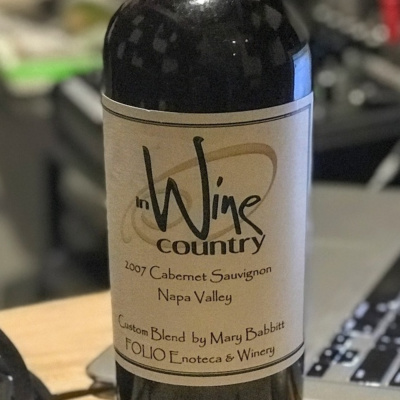 in Wine
country
2007 Cabernet Sauvignon
Napa Valley
Custom Blend by Mary Babbitt
FOLIO Enoteca & Winery